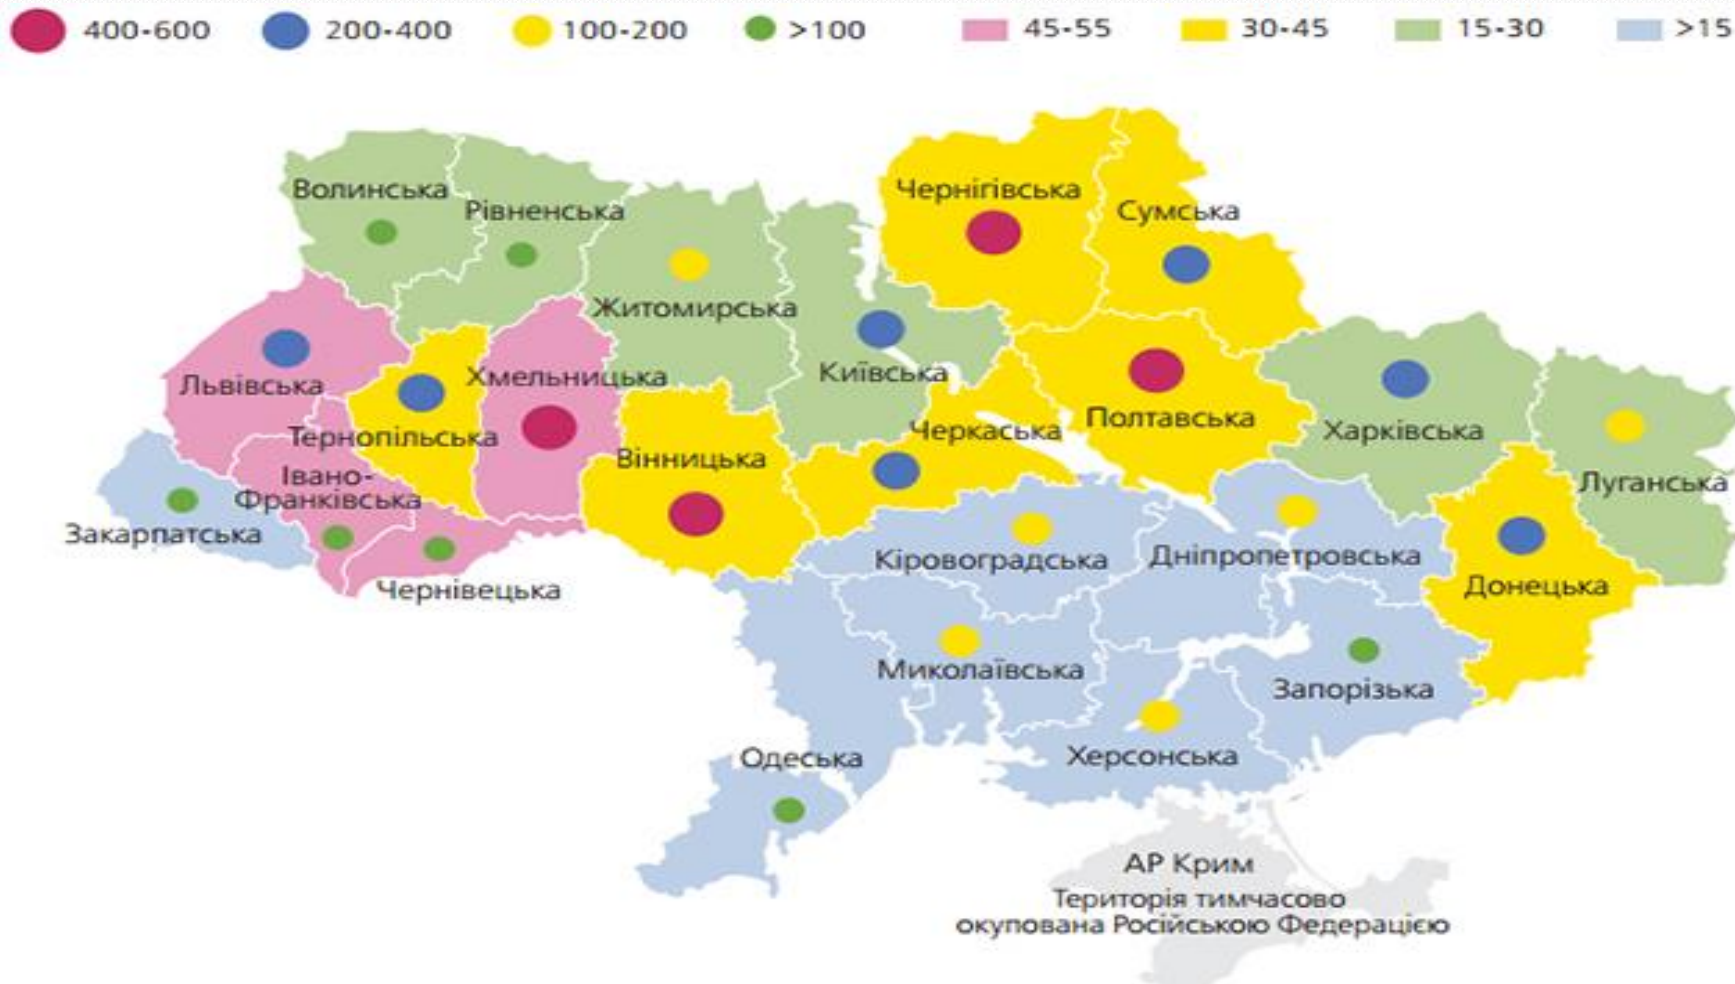 400-600 200-400 100-200 >100 45-55 30-45 15-30 >15
Волинська
Рівненська
Чернігівська
Сумська
Житомирська
Київська
Львівська
Хмельницька
Тернопільська
Вінницька
Черкаська
Полтавська
Харківська
Луганська
Івано-
Франківська
Закарпатська
Чернівецька
Кіровоградська
Дніпропетровська
Донецька
Миколаївська
Запорізька
Одеська
Херсонська
АР Крим
Територія тимчасово
окупована Російською Федерацією